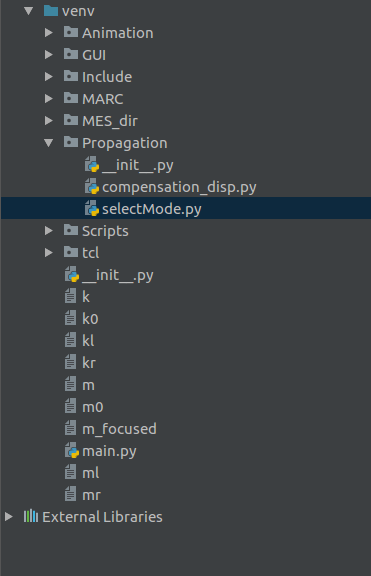 venv
Animation
GUI
Include
MARC
MES_dir
Propagation
__init__.py
compensation_disp.py
selectMode.py
Scripts
tcl
__init__.py
k
k0
kl
kr
m
m0
m_focused
main.py
ml
mr
External Libraries